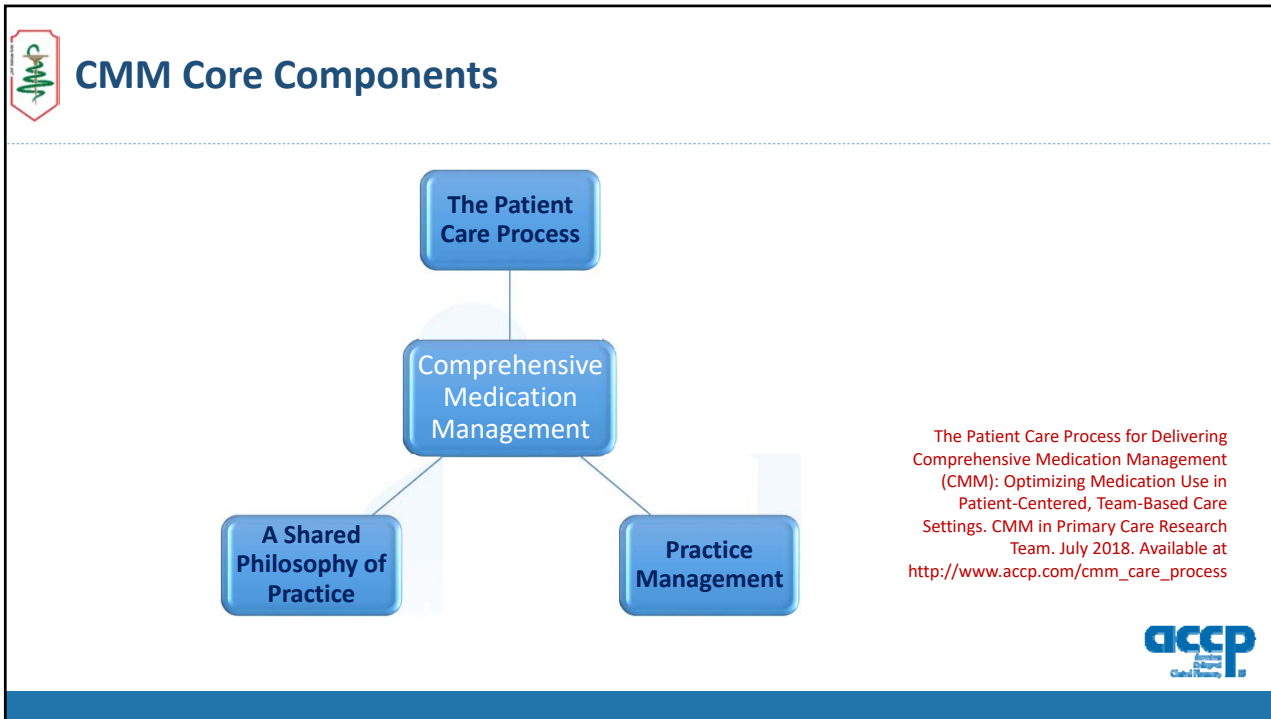 CMM Core Components
The Patient
Care Process
Comprehensive
Medication
Management
A Shared
Philosophy of
Practice
Practice
Management
The Patient Care Process for Delivering
Comprehensive Medication Management
(CMM): Optimizing Medication Use in
Patient-Centered, Team-Based Care
Settings. CMM in Primary Care Research
Team. July 2018. Available at
http://www.accp.com/cmm_care_process
accp